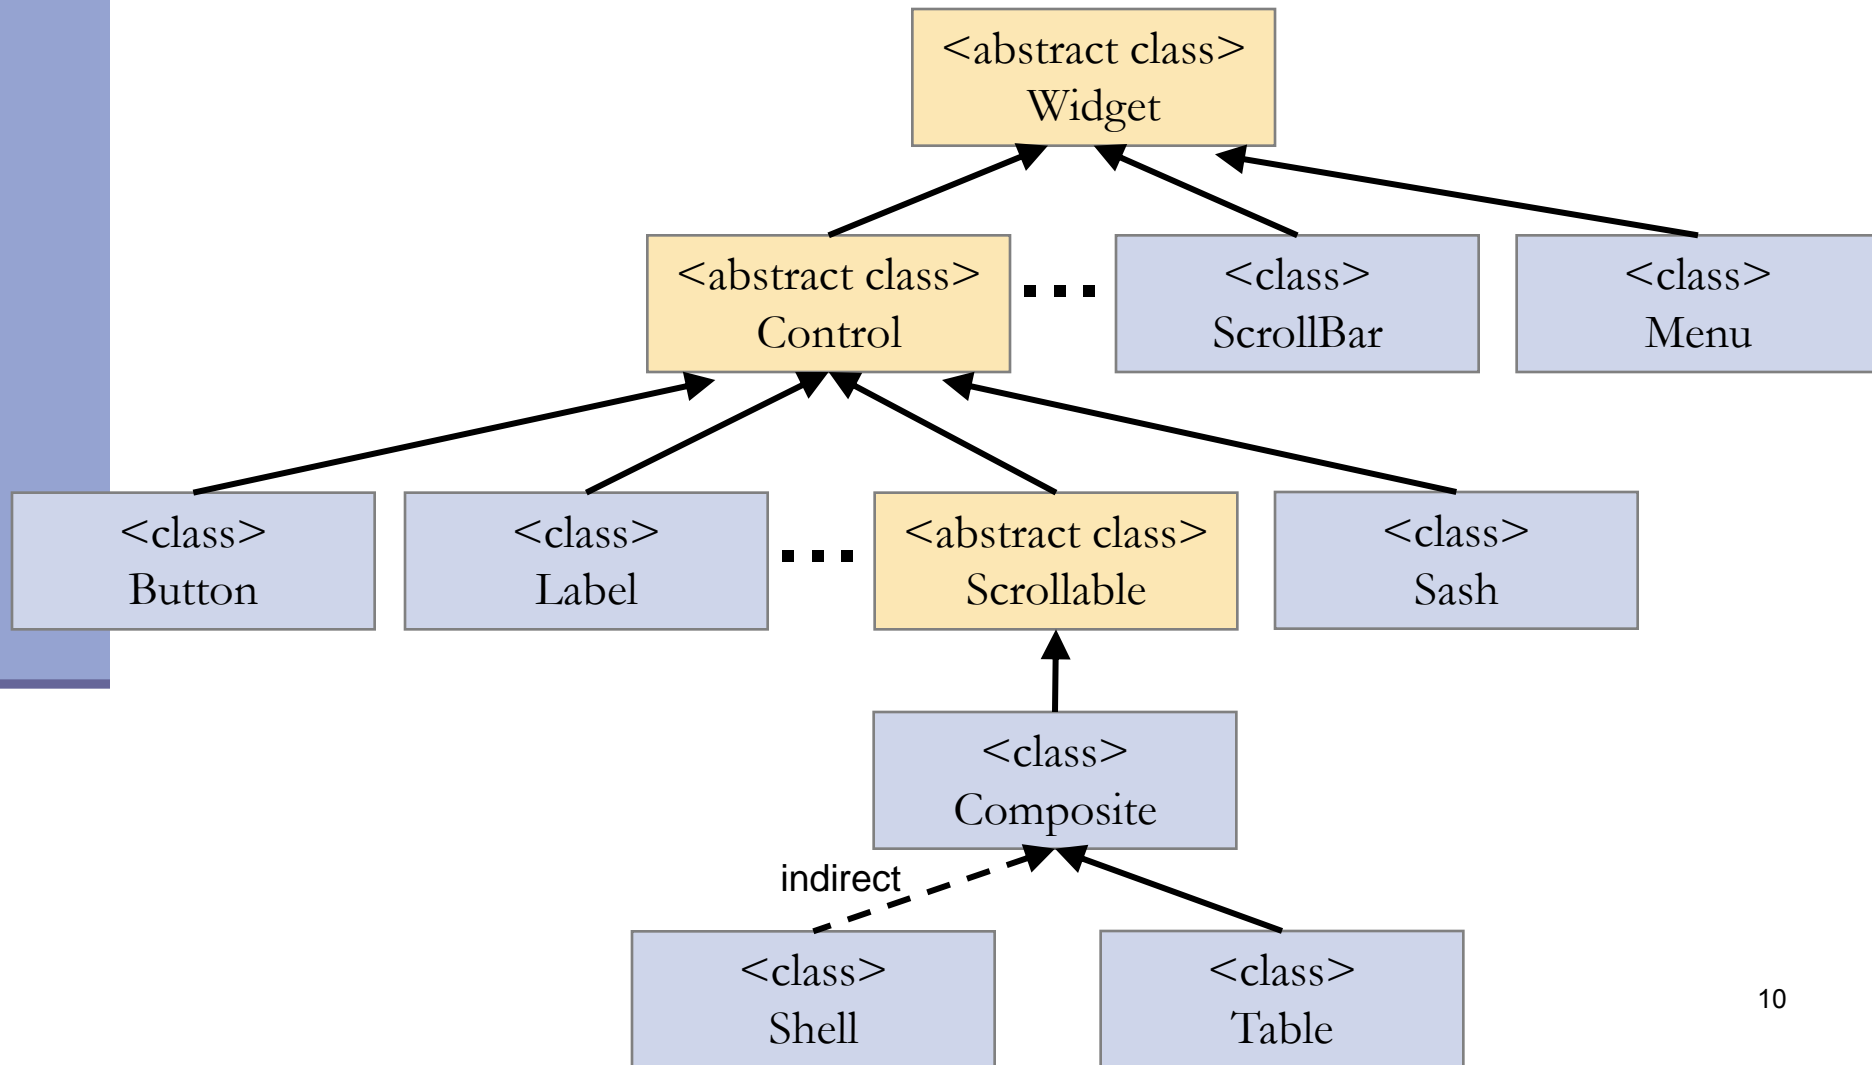 <abstract class>
Widget
<abstract class>
Control
...
<class>
ScrollBar
<class>
Menu
<class>
Button
<class>
Label
...
<abstract class>
Scrollable
<class>
Sash
<class>
Composite
indirect
<class>
Shell
<class>
Table
10